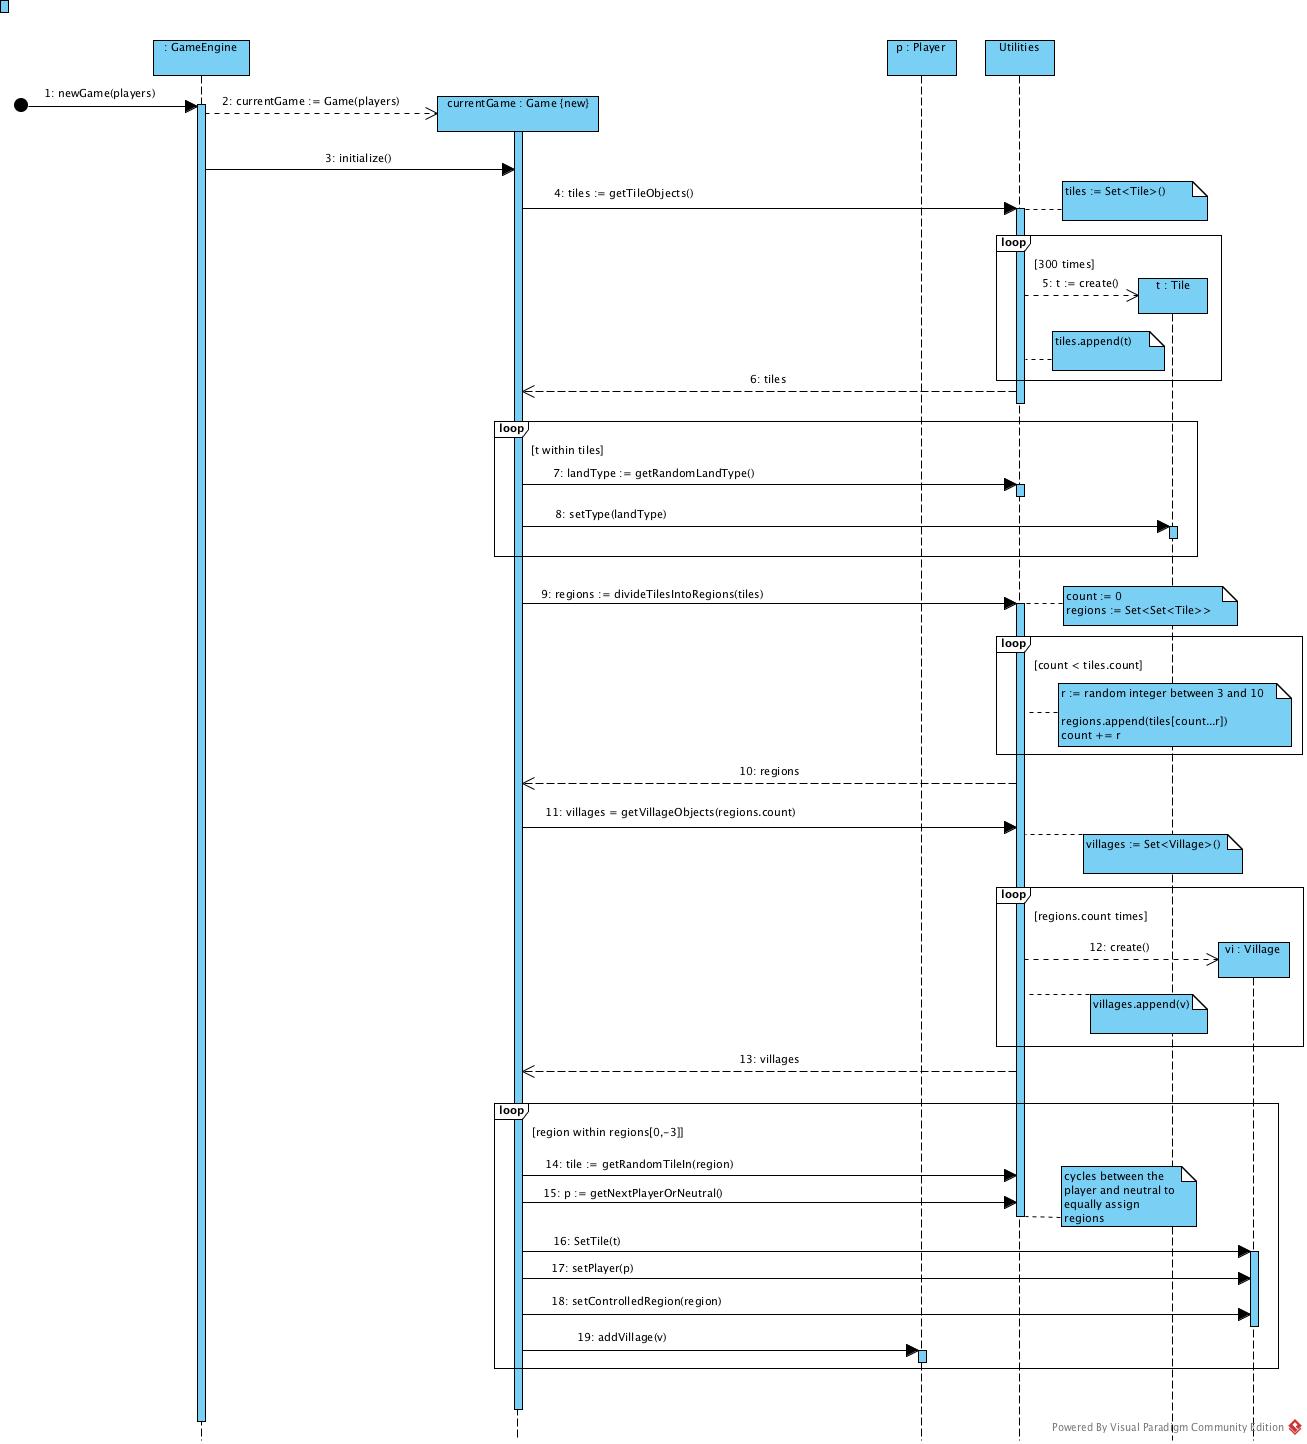 : GameEngine
p : Player
Utilities
1: newGame(players)
2: currentGame := Game(players)
currentGame : Game {new}
3: initialize()
4: tiles := getTileObjects()
tiles := Set<Tile>()
loop
[300 times]
5: t := create()
t : Tile
tiles.append(t)
6: tiles
loop
[t within tiles]
7: landType := getRandomLandType()
8: setType(landType)
9: regions := divideTilesIntoRegions(tiles)
count := 0
regions := Set<Set<Tile>>
loop
[count < tiles.count]
r := random integer between 3 and 10
regions.append(tiles[count...r])
count += r
10: regions
11: villages = getVillageObjects(regions.count)
villages := Set<Village>()
loop
[regions.count times]
12: create()
vi : Village
villages.append(v)
13: villages
loop
[region within regions[0,-3]]
14: tile := getRandomTileIn(region)
15: p := getNextPlayerOrNeutral()
cycles between the
player and neutral to
equally assign
regions
16: SetTile(t)
17: setPlayer(p)
18: setControlledRegion(region)
19: addVillage(v)
Powered By Visual Paradigm Community Edition